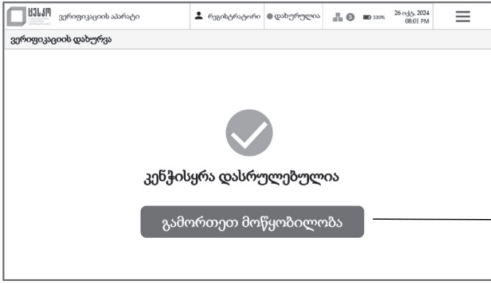 ცესკო ვერიფიკაციის აპარატი რეგისტრატორი დახურულია 100% 26 ოქტ, 2024
08:01 PM
ვერიფიკაციის დახურვა
კენჭისყრა დასრულებულია
გამორთეთ მოწყობილობა